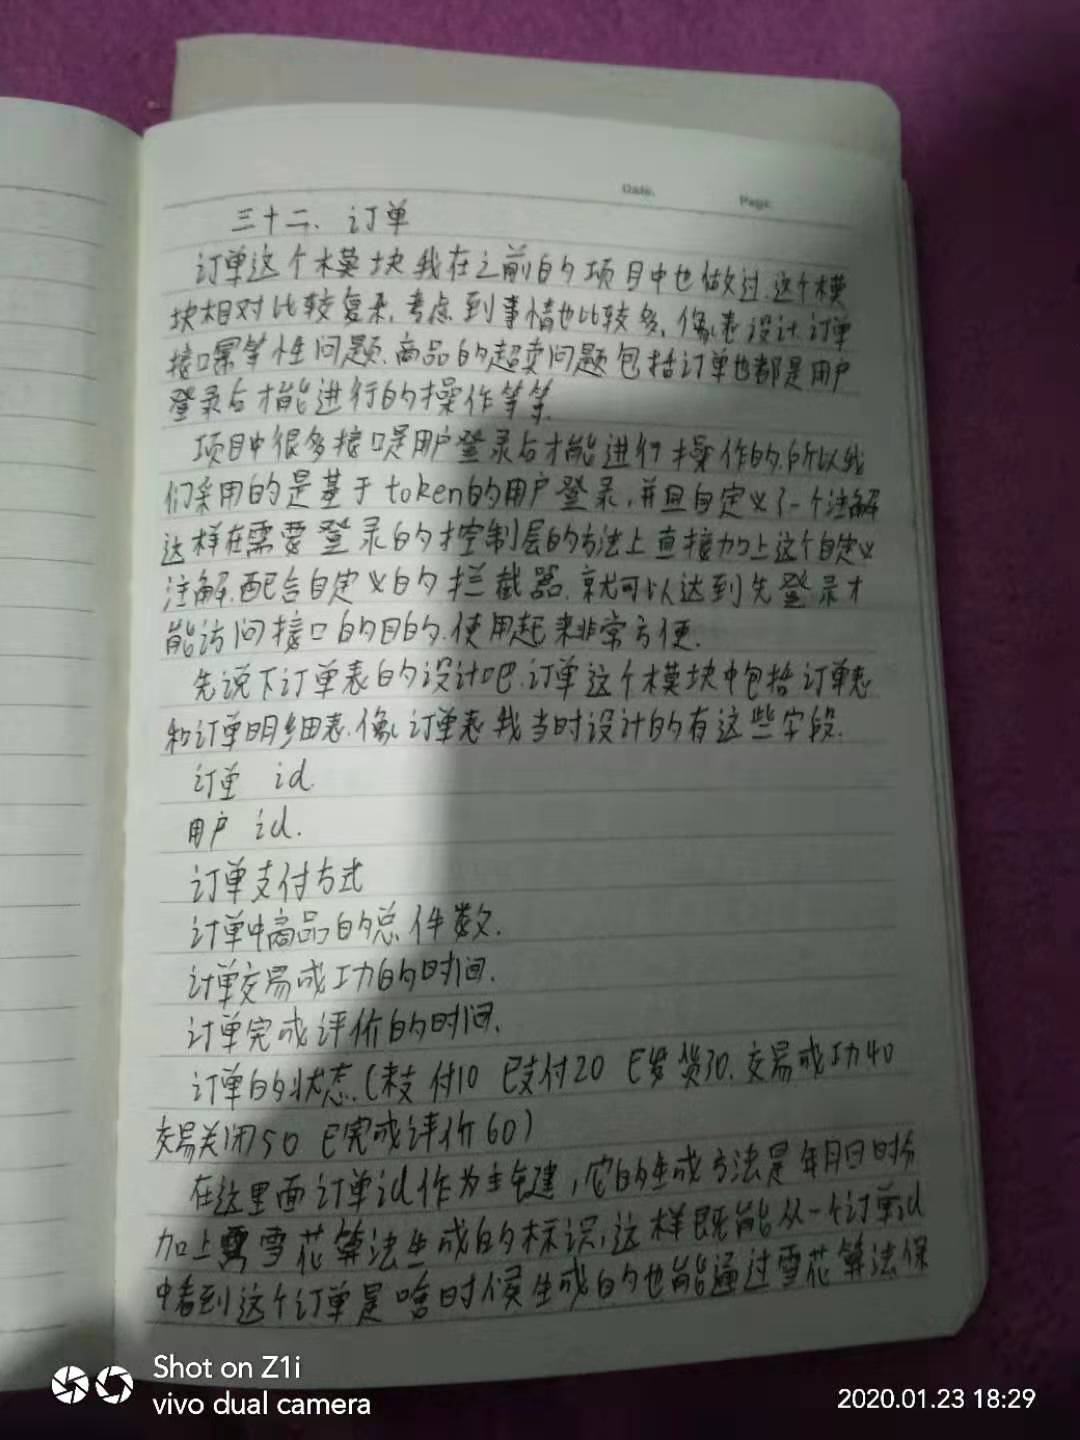 Date.
Page.
三十二、订单
订单这个模块我在之前的项目中也做过.这个模
块相对比较复杂.考虑到事情也比较多.像表设计.订单
接口幂等性问题.商品的超卖问题包括订单也都是用户
登录后才能进行的操作等等.
项目中很多接口是用户登录后才能进行操作的.所以我
们采用的是基于token的用户登录.并且自定义了一个注解
这样在需要登录的控制层的方法上直接加上这个自定义
注解.配合自定义的拦截器.就可以达到先登录才
能访问接口的目的.使用起来非常方便.
先说下订单表的设计吧.订单这个模块中包括订单表
和订单明细表.像订单表我当时设计的有这些字段.
订单 id.
用户 id.
订单支付方式
订单中商品的总件数.
订单交易成功的时间.
订单完成评价的时间.
订单的状态.(未支付10 已支付20 已发货30.交易成功40
交易关闭50 已完成评价60)
在这里面订单id作为主键,它的生成方法是年月日时分
加上雪花算法生成的标识,这样既能从一个订单id
中看到这个订单是啥时候生成的也能通过雪花算法保
Shot on Z1i
vivo dual camera
2020.01.23 18:29